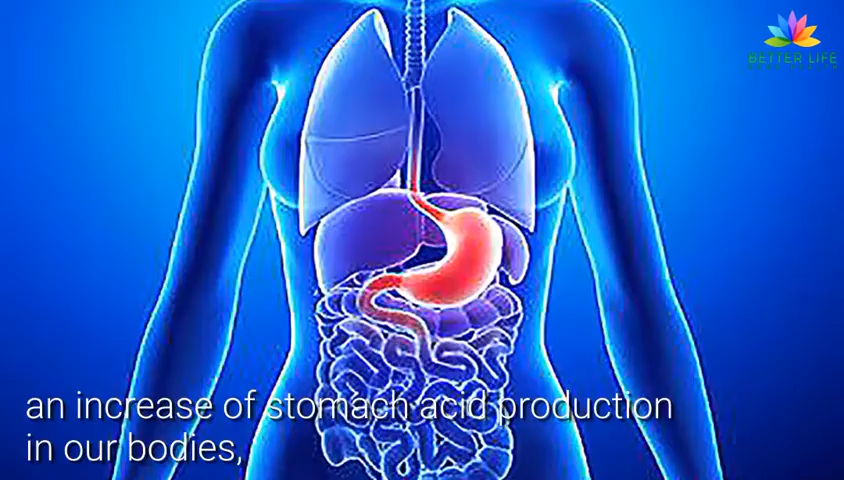 BETTER LIFE
an increase of stomach acid production
in our bodies,